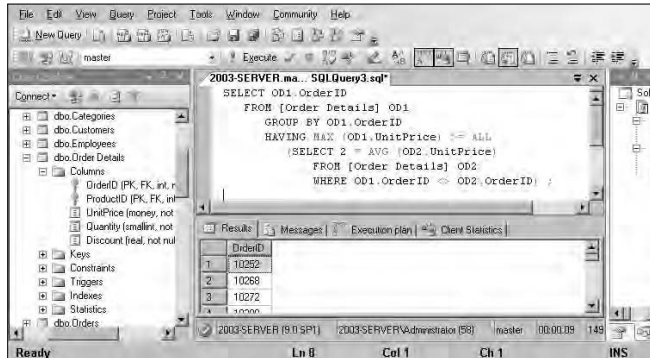 File Edit View Query Project Tools Window Community Help
New Query
master
Execute
2003-SERVER.ma... SQLQuery3.sql*
Connect
dbo.Categories
dbo.Customers
dbo.Employees
dbo.Order Details
Columns
OrderID (PK, FK, int, r
ProductID (PK, FK, int
UnitPrice (money, not
Quantity (smallint, not
Discount (real, not nul
Keys
Constraints
Triggers
Indexes
Statistics
dbo.Orders
SELECT OD1.OrderID
FROM [Order Details] OD1
GROUP BY OD1.OrderID
HAVING MAX (OD1.UnitPrice) >= ALL
(SELECT 2 * AVG (OD2.UnitPrice)
FROM [Order Details] OD2
WHERE OD1.OrderID <> OD2.OrderID) ;
Sol
Results Messages Execution plan Client Statistics
OrderID
1 10252
2 10268
3 10272
2003-SERVER (9.0 SP1) 2003-SERVER\Administrator (58) master 00:00:09 149
Ready Ln 8 Col 1 Ch 1 INS